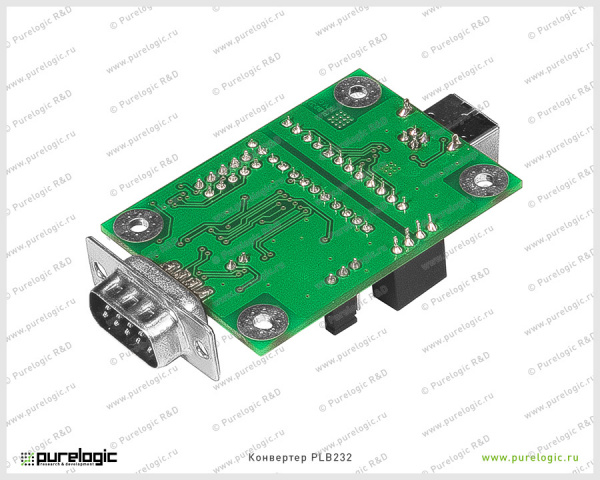 purelogic
research & development
Конвертер PLB232
www.purelogic.ru
© Purelogic R&D
www.purelogic.ru